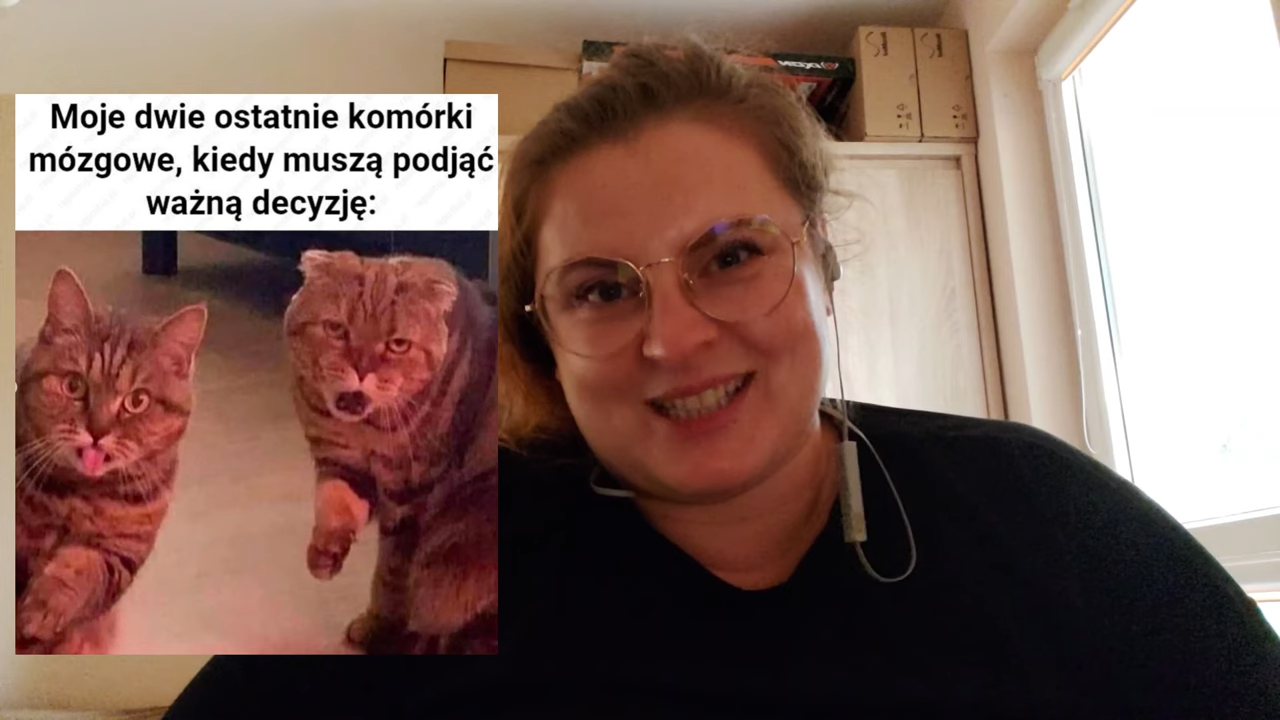 Moje dwie ostatnie komórki
mózgowe, kiedy muszą podjąć
ważną decyzję: